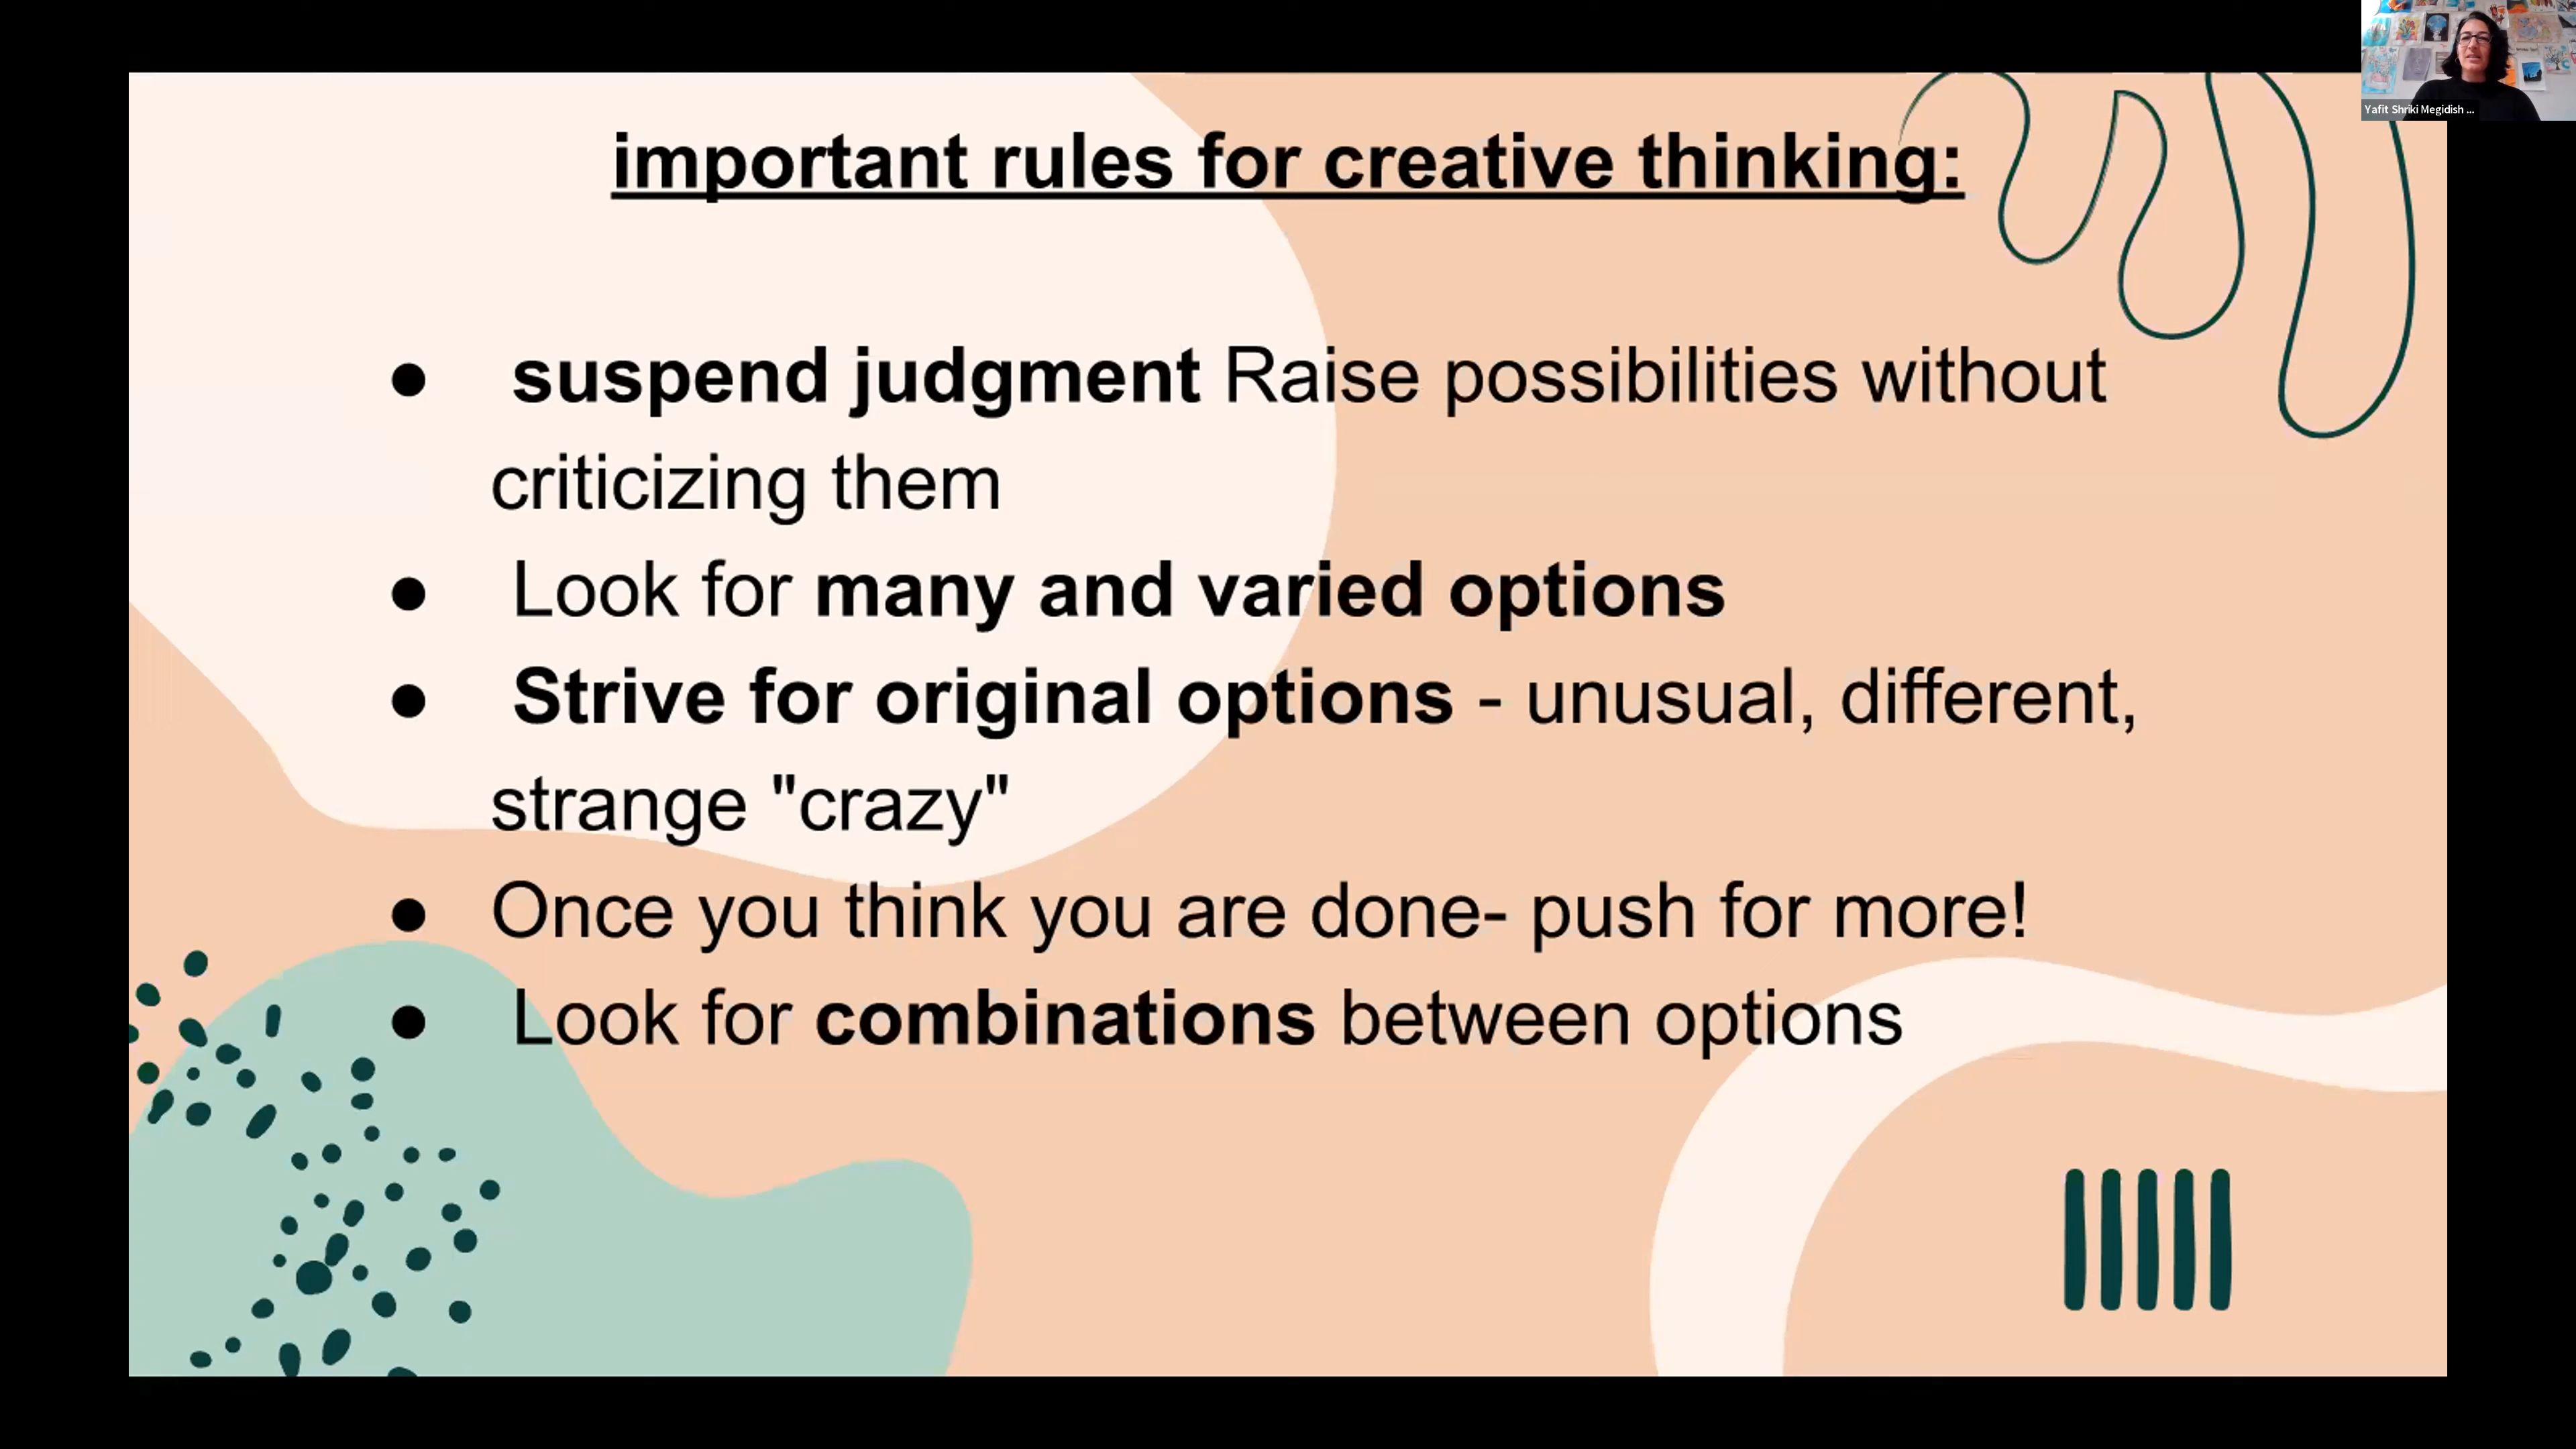 important rules for creative thinking:
● suspend judgment Raise possibilities without
criticizing them
● Look for many and varied options
● Strive for original options - unusual, different,
strange "crazy"
● Once you think you are done- push for more!
● Look for combinations between options
Yafit Shriki Megidish ...